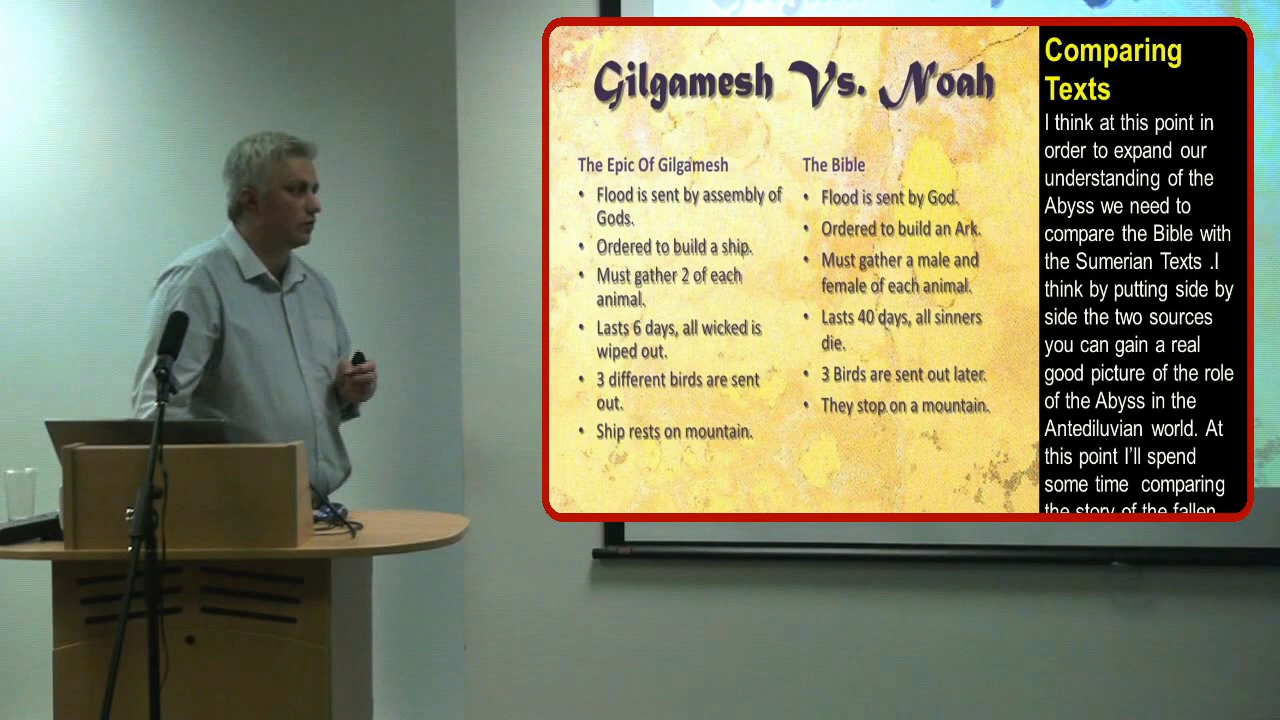 Gilgamesh Vs. Noah
The Epic Of Gilgamesh
• Flood is sent by assembly of
Gods.
• Ordered to build a ship.
• Must gather 2 of each
animal.
• Lasts 6 days, all wicked is
wiped out.
• 3 different birds are sent
out.
• Ship rests on mountain.
The Bible
• Flood is sent by God.
• Ordered to build an Ark.
• Must gather a male and
female of each animal.
• Lasts 40 days, all sinners
die.
• 3 Birds are sent out later.
• They stop on a mountain.
Comparing
Texts
I think at this point in
order to expand our
understanding of the
Abyss we need to
compare the Bible with
the Sumerian Texts .I
think by putting side by
side the two sources
you can gain a real
good picture of the role
of the Abyss in the
Antediluvian world. At
this point I'll spend
some time comparing
the story of the fallen